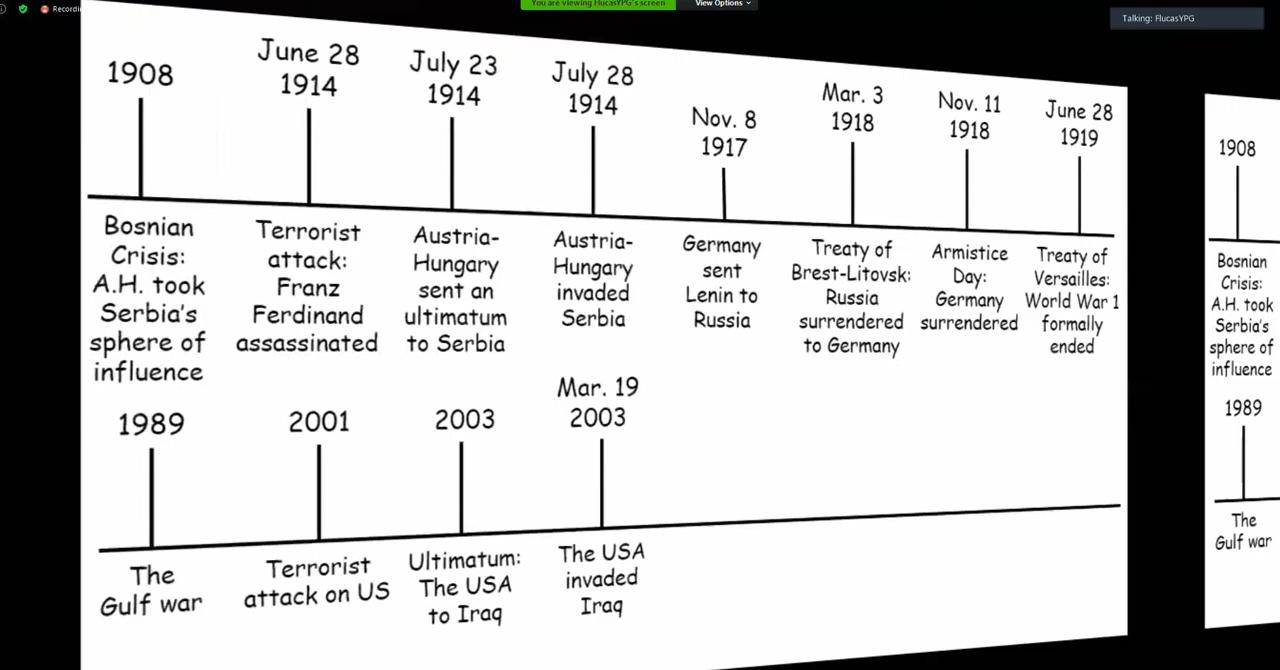 Recordi
You are viewing FlucasYPG's screen
View Options
Talking: FlucasYPG
1908
June 28
1914
July 23
1914
July 28
1914
Nov. 8
1917
Mar. 3
1918
Nov. 11
1918
June 28
1919
Bosnian
Crisis:
A.H. took
Serbia's
sphere of
influence
Terrorist
attack:
Franz
Ferdinand
assassinated
Austria-
Hungary
sent an
ultimatum
to Serbia
Austria-
Hungary
invaded
Serbia
Germany
sent
Lenin to
Russia
Treaty of
Brest-Litovsk:
Russia
surrendered
to Germany
Armistice
Day:
Germany
surrendered
Treaty of
Versailles:
World War 1
formally
ended
1989
2001
2003
Mar. 19
2003
The
Gulf war
Terrorist
attack on US
Ultimatum:
The USA
to Iraq
The USA
invaded
Iraq
1908
Bosnian
Crisis:
A.H. took
Serbia's
sphere of
influence
1989
The
Gulf war